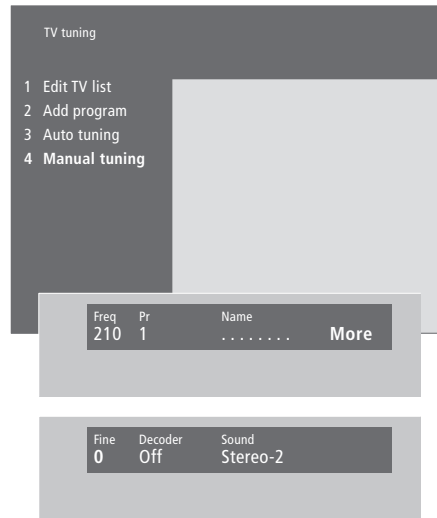 TV tuning
1 Edit TV list
2 Add program
3 Auto tuning
4 Manual tuning
Freq Pr Name
210 1 ........ More
Fine Decoder Sound
0 Off Stereo-2